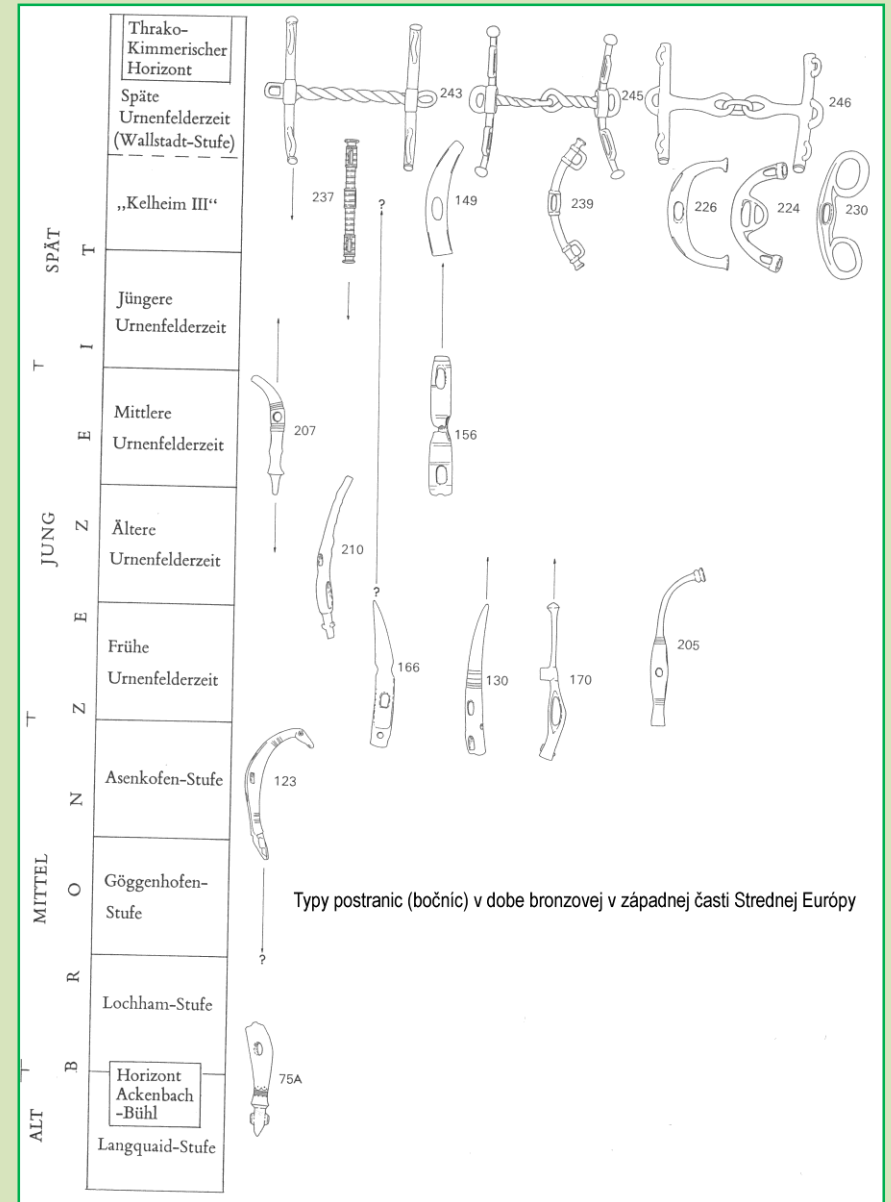 Thrako-
Kimmerischer
Horizont
Späte
Urnenfelderzeit
(Wallstadt-Stufe)
243
245
246
„Kelheim III“
237
?
149
239
226
224
230
Jüngere
Urnenfelderzeit
Mittlere
Urnenfelderzeit
207
156
Ältere
Urnenfelderzeit
210
?
Frühe
Urnenfelderzeit
166
130
170
205
Asenkofen-Stufe
123
Göggenhofen-
Stufe
Typy postranic (bočníc) v dobe bronzovej v západnej časti Strednej Európy
?
Lochham-Stufe
Horizont
Ackenbach
-Bühl
75A
Langquaid-Stufe
SPÄT
JUNG
MITTEL
ALT
BRONZEZEIT